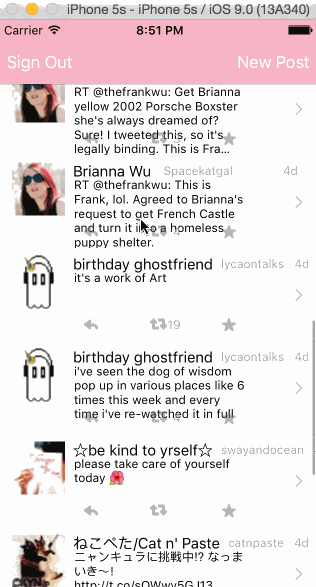 iPhone 5s - iPhone 5s / iOS 9.0 (13A340)
Carrier 8:51 PM
Sign Out New Post
RT @thefrankwu: Get Brianna
yellow 2002 Porsche Boxster
she's always dreamed of?
Sure! I tweeted this, so it's
legally binding. This is Fra...
Brianna Wu Spacekatgal 4d
RT @thefrankwu: This is
Frank, lol. Agreed to Brianna's
request to get French Castle
and turn it into a homeless
puppy shelter.
birthday ghostfriend lycaontalks 4d
it's a work of Art
19
birthday ghostfriend lycaontalks 4d
i've seen the dog of wisdom
pop up in various places like 6
times this week and every
time i've re-watched it in full
☆be kind to yrself☆ swayandocean
please take care of yourself
today 🌺
ねこぺた/Cat n' Paste catnpaste 4d
ニャンキュラに挑戦中!? なっま
いき〜!